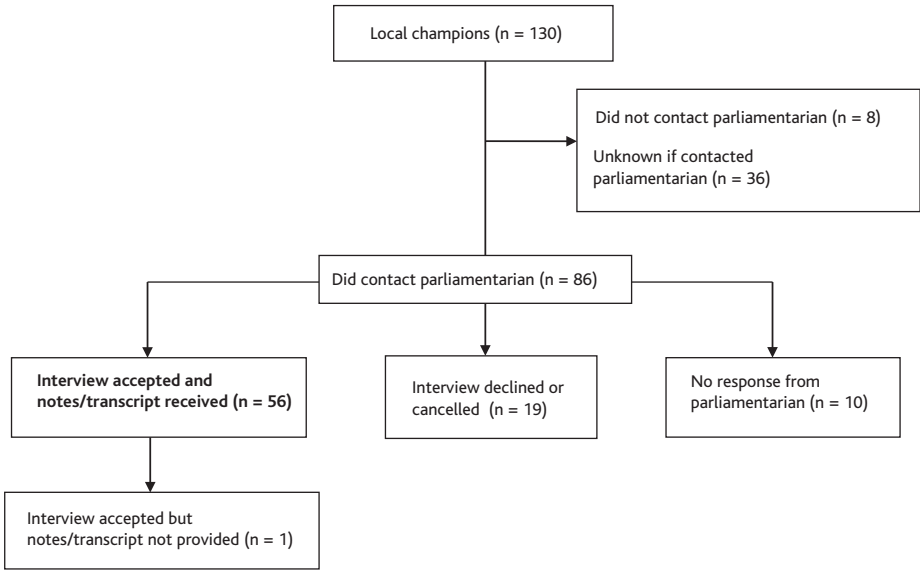 Local champions (n = 130)
Did not contact parliamentarian (n = 8)
Unknown if contacted
parliamentarian (n = 36)
Did contact parliamentarian (n = 86)
Interview accepted and
notes/transcript received (n = 56)
Interview declined or
cancelled (n = 19)
No response from
parliamentarian (n = 10)
Interview accepted but
notes/transcript not provided (n = 1)